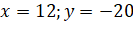 x = 12; y = −20